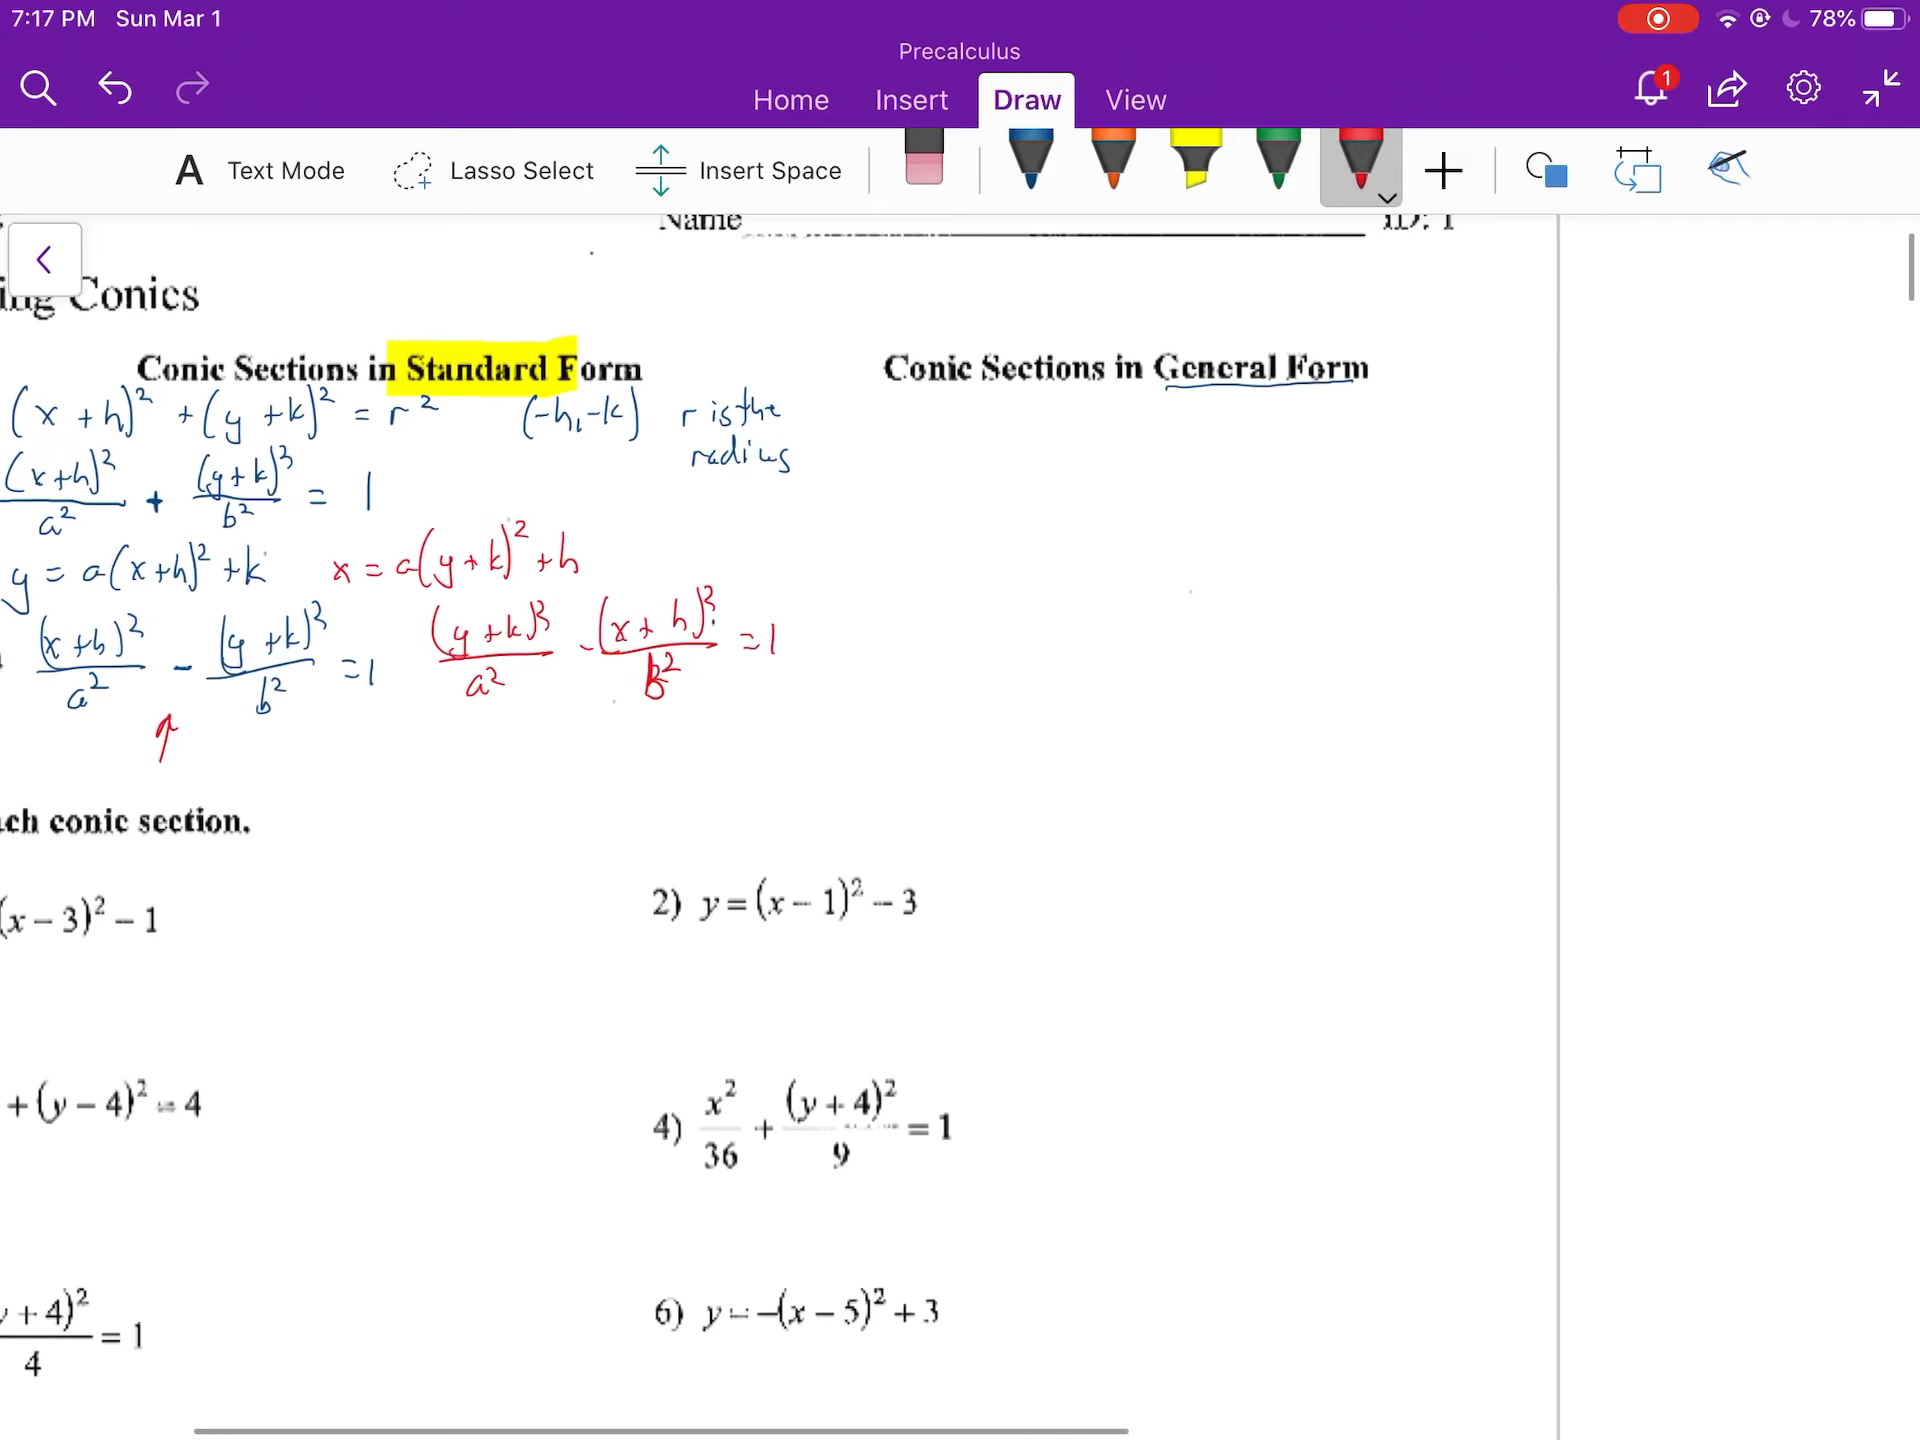 7:17 PM Sun Mar 1 78%
Precalculus
Home Insert Draw View 1
A Text Mode Lasso Select Insert Space
Name ID: 1
ing Conics
Conic Sections in Standard Form Conic Sections in General Form
(x + h)² + (y + k)² = r² (-h, -k) r is the radius
(x+h)²/a² + (y+k)²/b² = 1
y = a(x+h)² + k x = a(y+k)² + h
(x+h)²/a² - (y+k)²/b² = 1 (y+k)²/a² - (x+h)²/b² = 1
ach conic section.
(x − 3)² − 1 2) y = (x − 1)² − 3
+ (y − 4)² = 4 4) x²/36 + (y + 4)²/9 = 1
y + 4)²/4 = 1 6) y = −(x − 5)² + 3